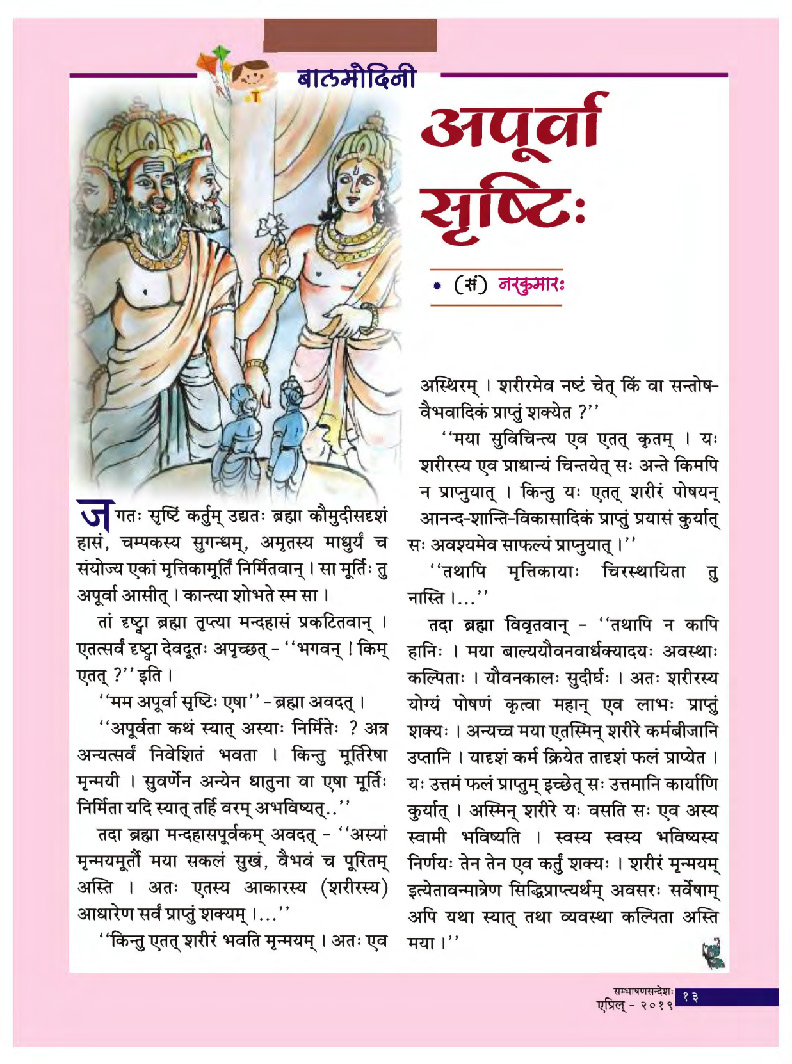 बालमोदिनी
अपूर्वा
सृष्टिः
• (सं) नरकुमारः
जगतः सृष्टिं कर्तुम् उद्यतः ब्रह्मा कौमुदीसदृशं
हासं, चम्पकस्य सुगन्धम्, अमृतस्य माधुर्यं च
संयोज्य एकां मृत्तिकामूर्तिं निर्मितवान् । सा मूर्तिः तु
अपूर्वा आसीत् । कान्त्या शोभते स्म सा ।
तां दृष्ट्वा ब्रह्मा तृप्त्या मन्दहासं प्रकटितवान् ।
एतत्सर्वं दृष्ट्वा देवदूतः अपृच्छत् – ‘‘भगवन् ! किम्
एतत् ?’’ इति ।
‘‘मम अपूर्वा सृष्टिः एषा’’ – ब्रह्मा अवदत् ।
‘‘अपूर्वता कथं स्यात् अस्याः निर्मितेः ? अत्र
अन्यत्सर्वं निवेशितं भवता । किन्तु मूर्तिरेषा
मृन्मयी । सुवर्णेन अन्येन धातुना वा एषा मूर्तिः
निर्मिता यदि स्यात् तर्हि वरम् अभविष्यत्..’’
तदा ब्रह्मा मन्दहासपूर्वकम् अवदत् – ‘‘अस्यां
मृन्मयमूर्तौ मया सकलं सुखं, वैभवं च पूरितम्
अस्ति । अतः एतस्य आकारस्य (शरीरस्य)
आधारेण सर्वं प्राप्तुं शक्यम् ।...’’
‘‘किन्तु एतत् शरीरं भवति मृन्मयम् । अतः एव
अस्थिरम् । शरीरमेव नष्टं चेत् किं वा सन्तोष-
वैभवादिकं प्राप्तुं शक्येत ?’’
‘‘मया सुविचिन्त्य एव एतत् कृतम् । यः
शरीरस्य एव प्राधान्यं चिन्तयेत् सः अन्ते किमपि
न प्राप्नुयात् । किन्तु यः एतत् शरीरं पोषयन्
आनन्द-शान्ति-विकासादिकं प्राप्तुं प्रयासं कुर्यात्
सः अवश्यमेव साफल्यं प्राप्नुयात् ।’’
‘‘तथापि मृत्तिकायाः चिरस्थायिता तु
नास्ति ।...’’
तदा ब्रह्मा विवृतवान् – ‘‘तथापि न कापि
हानिः । मया बाल्ययौवनवार्धक्यादयः अवस्थाः
कल्पिताः । यौवनकालः सुदीर्घः । अतः शरीरस्य
योग्यं पोषणं कृत्वा महान् एव लाभः प्राप्तुं
शक्यः । अन्यच्च मया एतस्मिन् शरीरे कर्मबीजानि
उप्तानि । यादृशं कर्म क्रियेत तादृशं फलं प्राप्येत ।
यः उत्तमं फलं प्राप्तुम् इच्छेत् सः उत्तमानि कार्याणि
कुर्यात् । अस्मिन् शरीरे यः वसति सः एव अस्य
स्वामी भविष्यति । स्वस्य स्वस्य भविष्यस्य
निर्णयः तेन तेन एव कर्तुं शक्यः । शरीरं मृन्मयम्
इत्येतावन्मात्रेण सिद्धिप्राप्त्यर्थम् अवसरः सर्वेषाम्
अपि यथा स्यात् तथा व्यवस्था कल्पिता अस्ति
मया ।’’
सम्भाषणसन्देशः
एप्रिल् – २०१९ १३